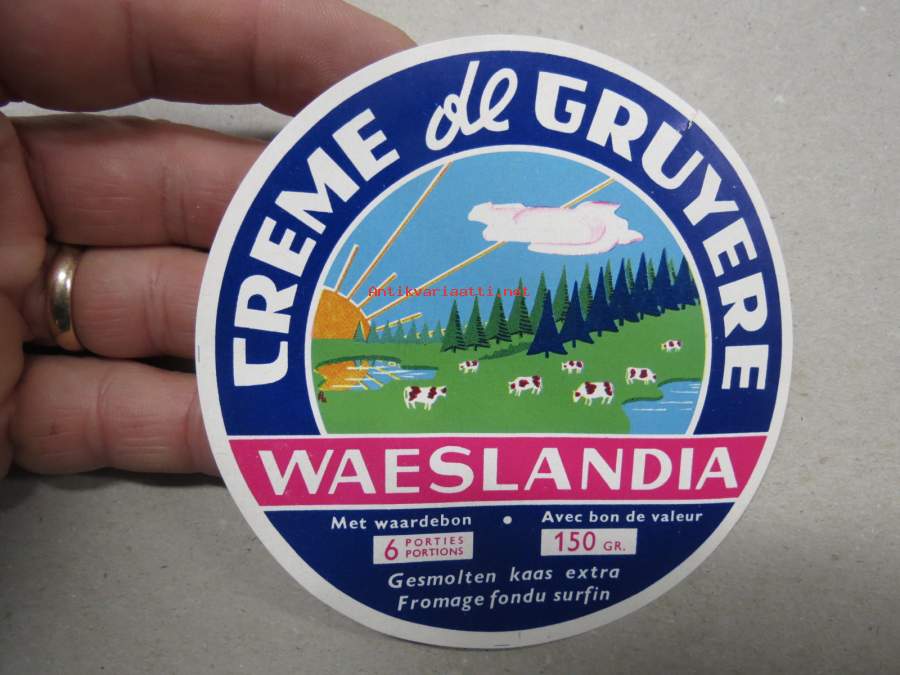 CREME de GRUYERE
Antikvariaatti.net
WAESLANDIA
Met waardebon • Avec bon de valeur
6 PORTIES PORTIONS
150 GR.
Gesmolten kaas extra
Fromage fondu surfin